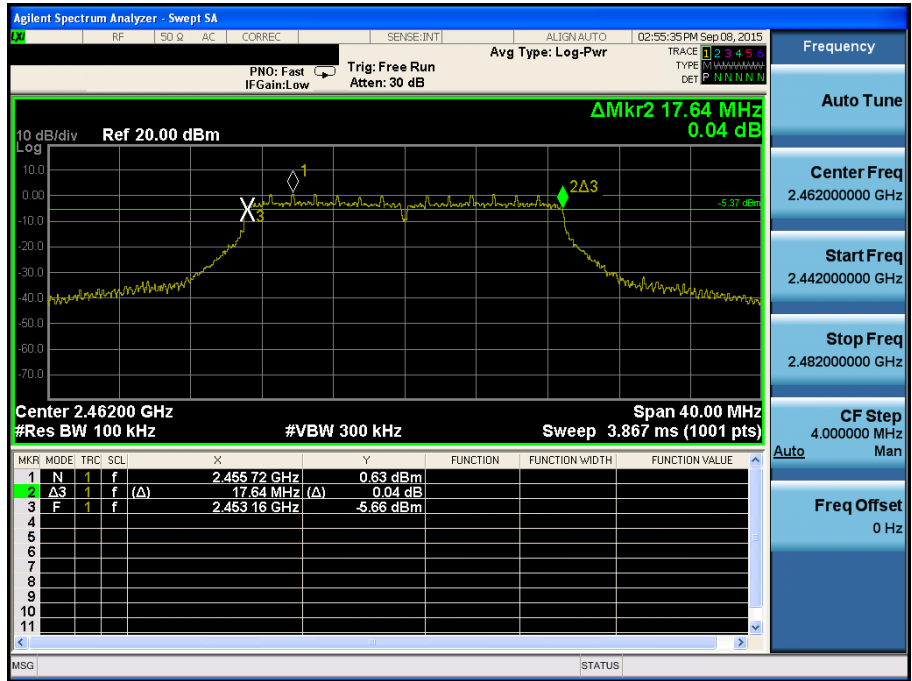 Agilent Spectrum Analyzer - Swept SA
LXI RF 50 Ω AC CORREC SENSE:INT ALIGNAUTO 02:55:35 PM Sep 08, 2015
Frequency
PNO: Fast
IFGain:Low
Trig: Free Run
Atten: 30 dB
Avg Type: Log-Pwr
TRACE 1 2 3 4 5 6
TYPE M
DET P N N N N N
Auto Tune
ΔMkr2 17.64 MHz
0.04 dB
10 dB/div Ref 20.00 dBm
Log
10.0
0.00
-10.0
-20.0
-30.0
-40.0
-50.0
-60.0
-70.0
1
2Δ3
3
-5.37 dBm
Center Freq
2.462000000 GHz
Start Freq
2.442000000 GHz
Stop Freq
2.482000000 GHz
Center 2.46200 GHz Span 40.00 MHz
#Res BW 100 kHz #VBW 300 kHz Sweep 3.867 ms (1001 pts)
CF Step
4.000000 MHz
Auto Man
MKR MODE TRC SCL X Y FUNCTION FUNCTION WIDTH FUNCTION VALUE
1 N 1 f 2.455 72 GHz 0.63 dBm
2 Δ3 1 f (Δ) 17.64 MHz (Δ) 0.04 dB
3 F 1 f 2.453 16 GHz -5.66 dBm
4
5
6
7
8
9
10
11
Freq Offset
0 Hz
MSG STATUS